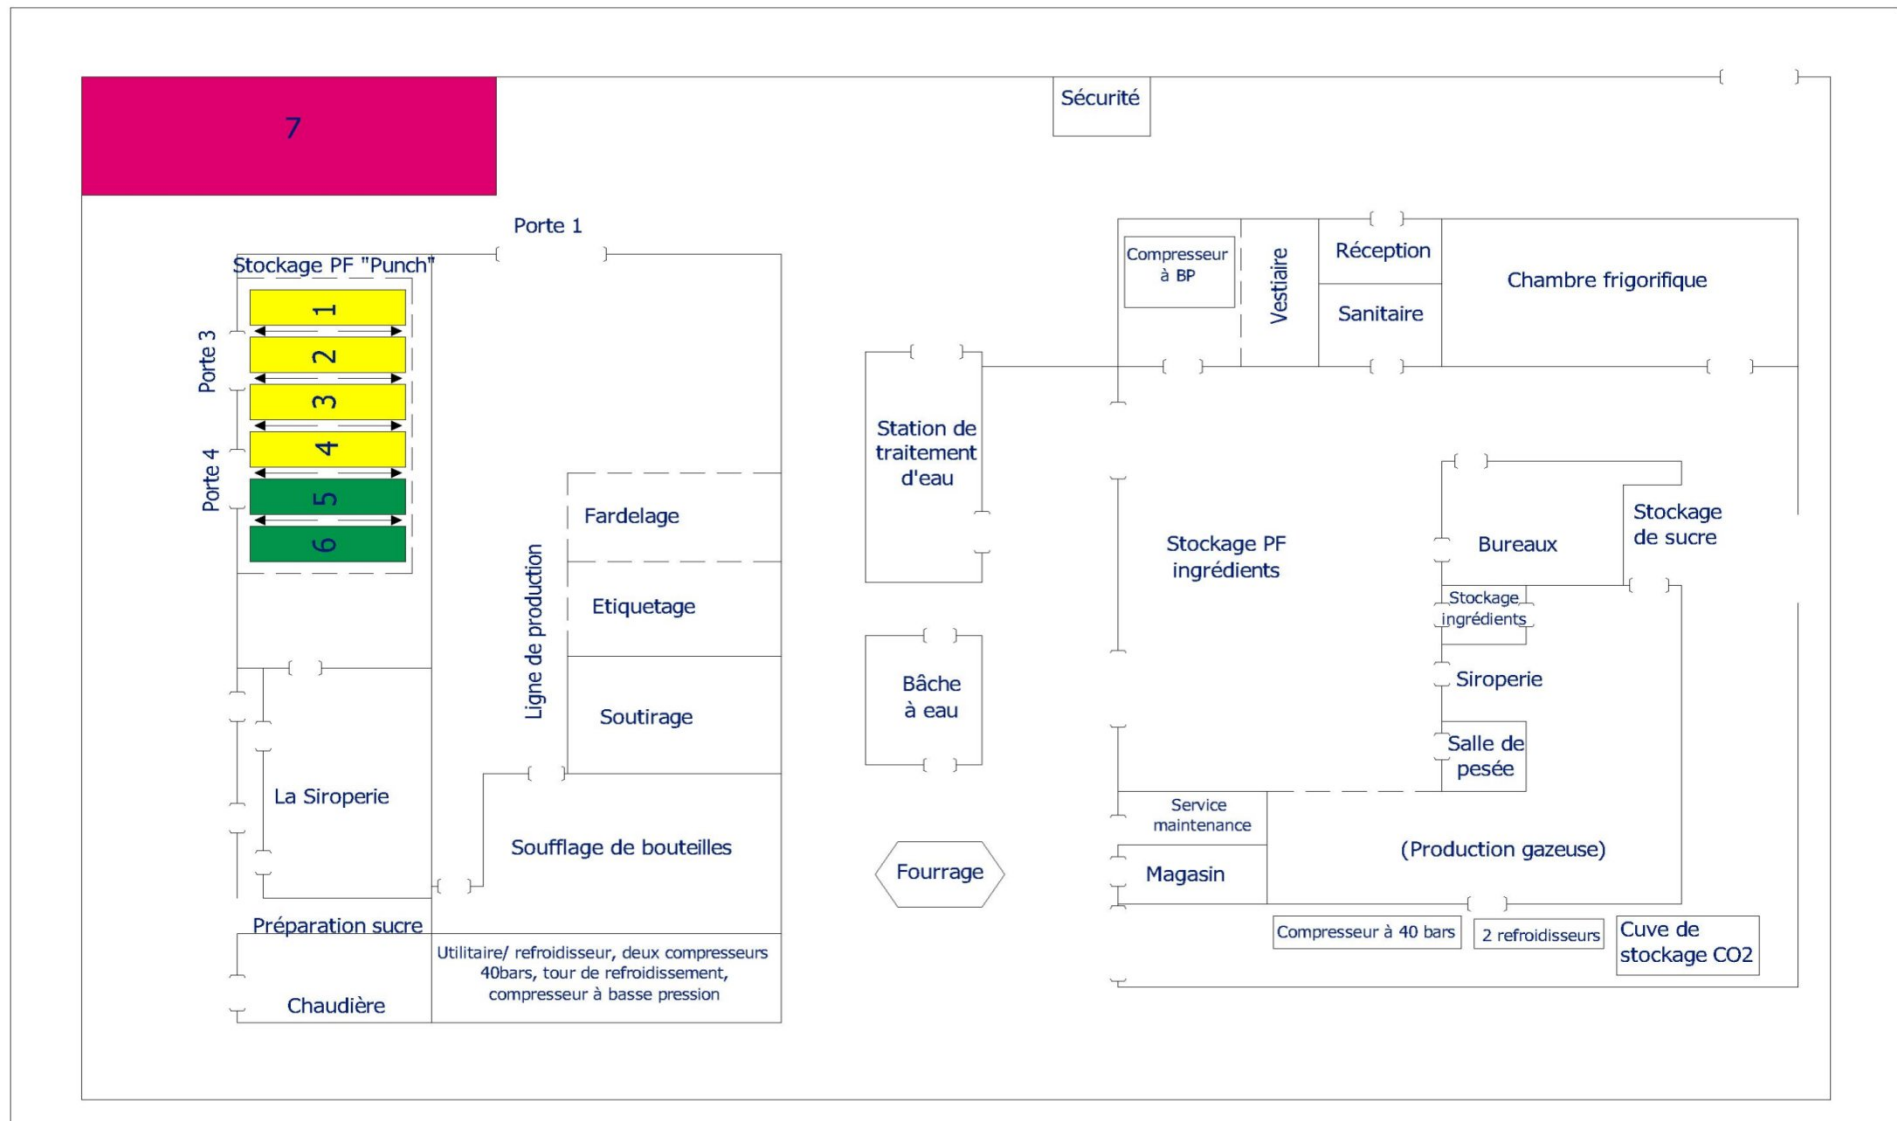 7
Sécurité
Porte 1
Stockage PF "Punch"
1
2
3
4
5
6
Porte 3
Porte 4
Ligne de production
Fardelage
Etiquetage
Soutirage
La Siroperie
Soufflage de bouteilles
Préparation sucre
Chaudière
Utilitaire/ refroidisseur, deux compresseurs
40bars, tour de refroidissement,
compresseur à basse pression
Station de
traitement
d'eau
Bâche
à eau
Fourrage
Compresseur
à BP
Vestiaire
Réception
Sanitaire
Chambre frigorifique
Stockage PF
ingrédients
Bureaux
Stockage
de sucre
Stockage
ingrédients
Siroperie
Salle de
pesée
Service
maintenance
Magasin
(Production gazeuse)
Compresseur à 40 bars
2 refroidisseurs
Cuve de
stockage CO2